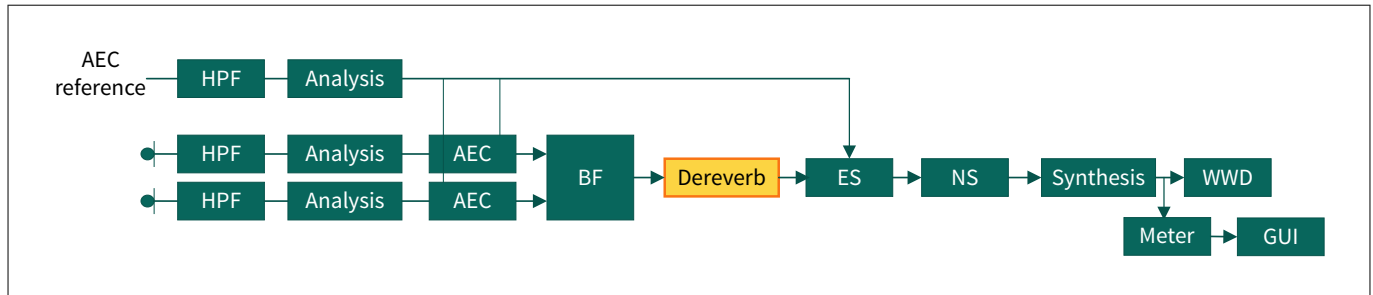 AEC
reference
HPF
Analysis
HPF
Analysis
AEC
HPF
Analysis
AEC
BF
Dereverb
ES
NS
Synthesis
WWD
Meter
GUI